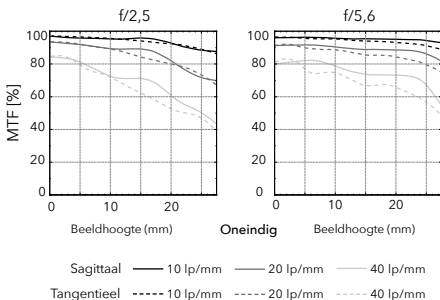 f/2,5 f/5,6
100 100
80 80
60 60
40 40
20 20
0 0
MTF [%]
0 10 20 0 10 20
Beeldhoogte (mm) Oneindig Beeldhoogte (mm)
Sagittaal 10 lp/mm 20 lp/mm 40 lp/mm
Tangentieel 10 lp/mm 20 lp/mm 40 lp/mm